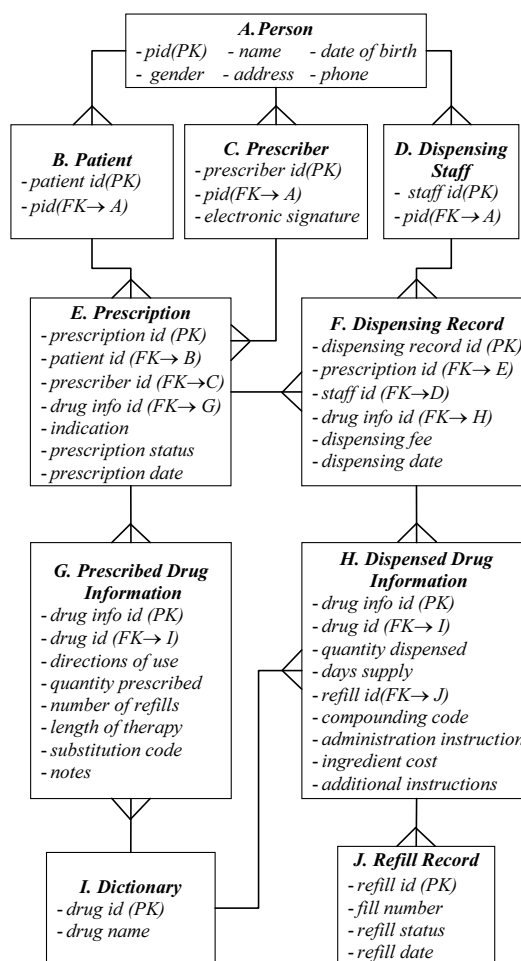 A. Person
- pid(PK) - name - date of birth
- gender - address - phone
B. Patient
- patient id(PK)
- pid(FK→ A)
C. Prescriber
- prescriber id(PK)
- pid(FK→A)
- electronic signature
D. Dispensing
Staff
- staff id(PK)
- pid(FK→A)
E. Prescription
- prescription id (PK)
- patient id (FK→ B)
- prescriber id (FK→C)
- drug info id (FK→ G)
- indication
- prescription status
- prescription date
F. Dispensing Record
- dispensing record id (PK)
- prescription id (FK→ E)
- staff id (FK→D)
- drug info id (FK→ H)
- dispensing fee
- dispensing date
G. Prescribed Drug
Information
- drug info id (PK)
- drug id (FK→ I)
- directions of use
- quantity prescribed
- number of refills
- length of therapy
- substitution code
- notes
H. Dispensed Drug
Information
- drug info id (PK)
- drug id (FK→ I)
- quantity dispensed
- days supply
- refill id(FK→ J)
- compounding code
- administration instruction
- ingredient cost
- additional instructions
I. Dictionary
- drug id (PK)
- drug name
J. Refill Record
- refill id (PK)
- fill number
- refill status
- refill date